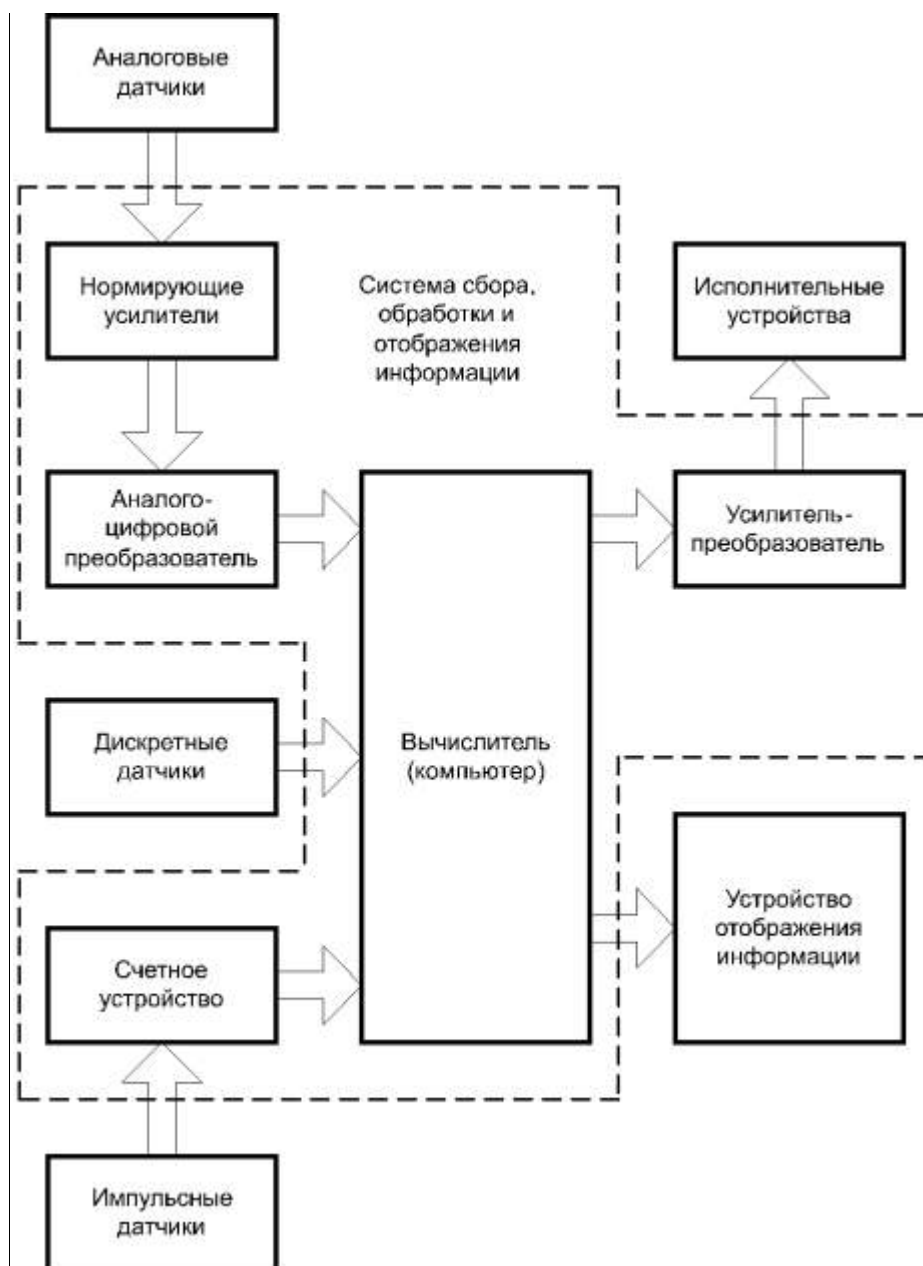 Аналоговые
датчики
Нормирующие
усилители
Система сбора,
обработки и
отображения
информации
Исполнительные
устройства
Аналого-
цифровой
преобразователь
Усилитель-
преобразователь
Дискретные
датчики
Вычислитель
(компьютер)
Устройство
отображения
информации
Счетное
устройство
Импульсные
датчики